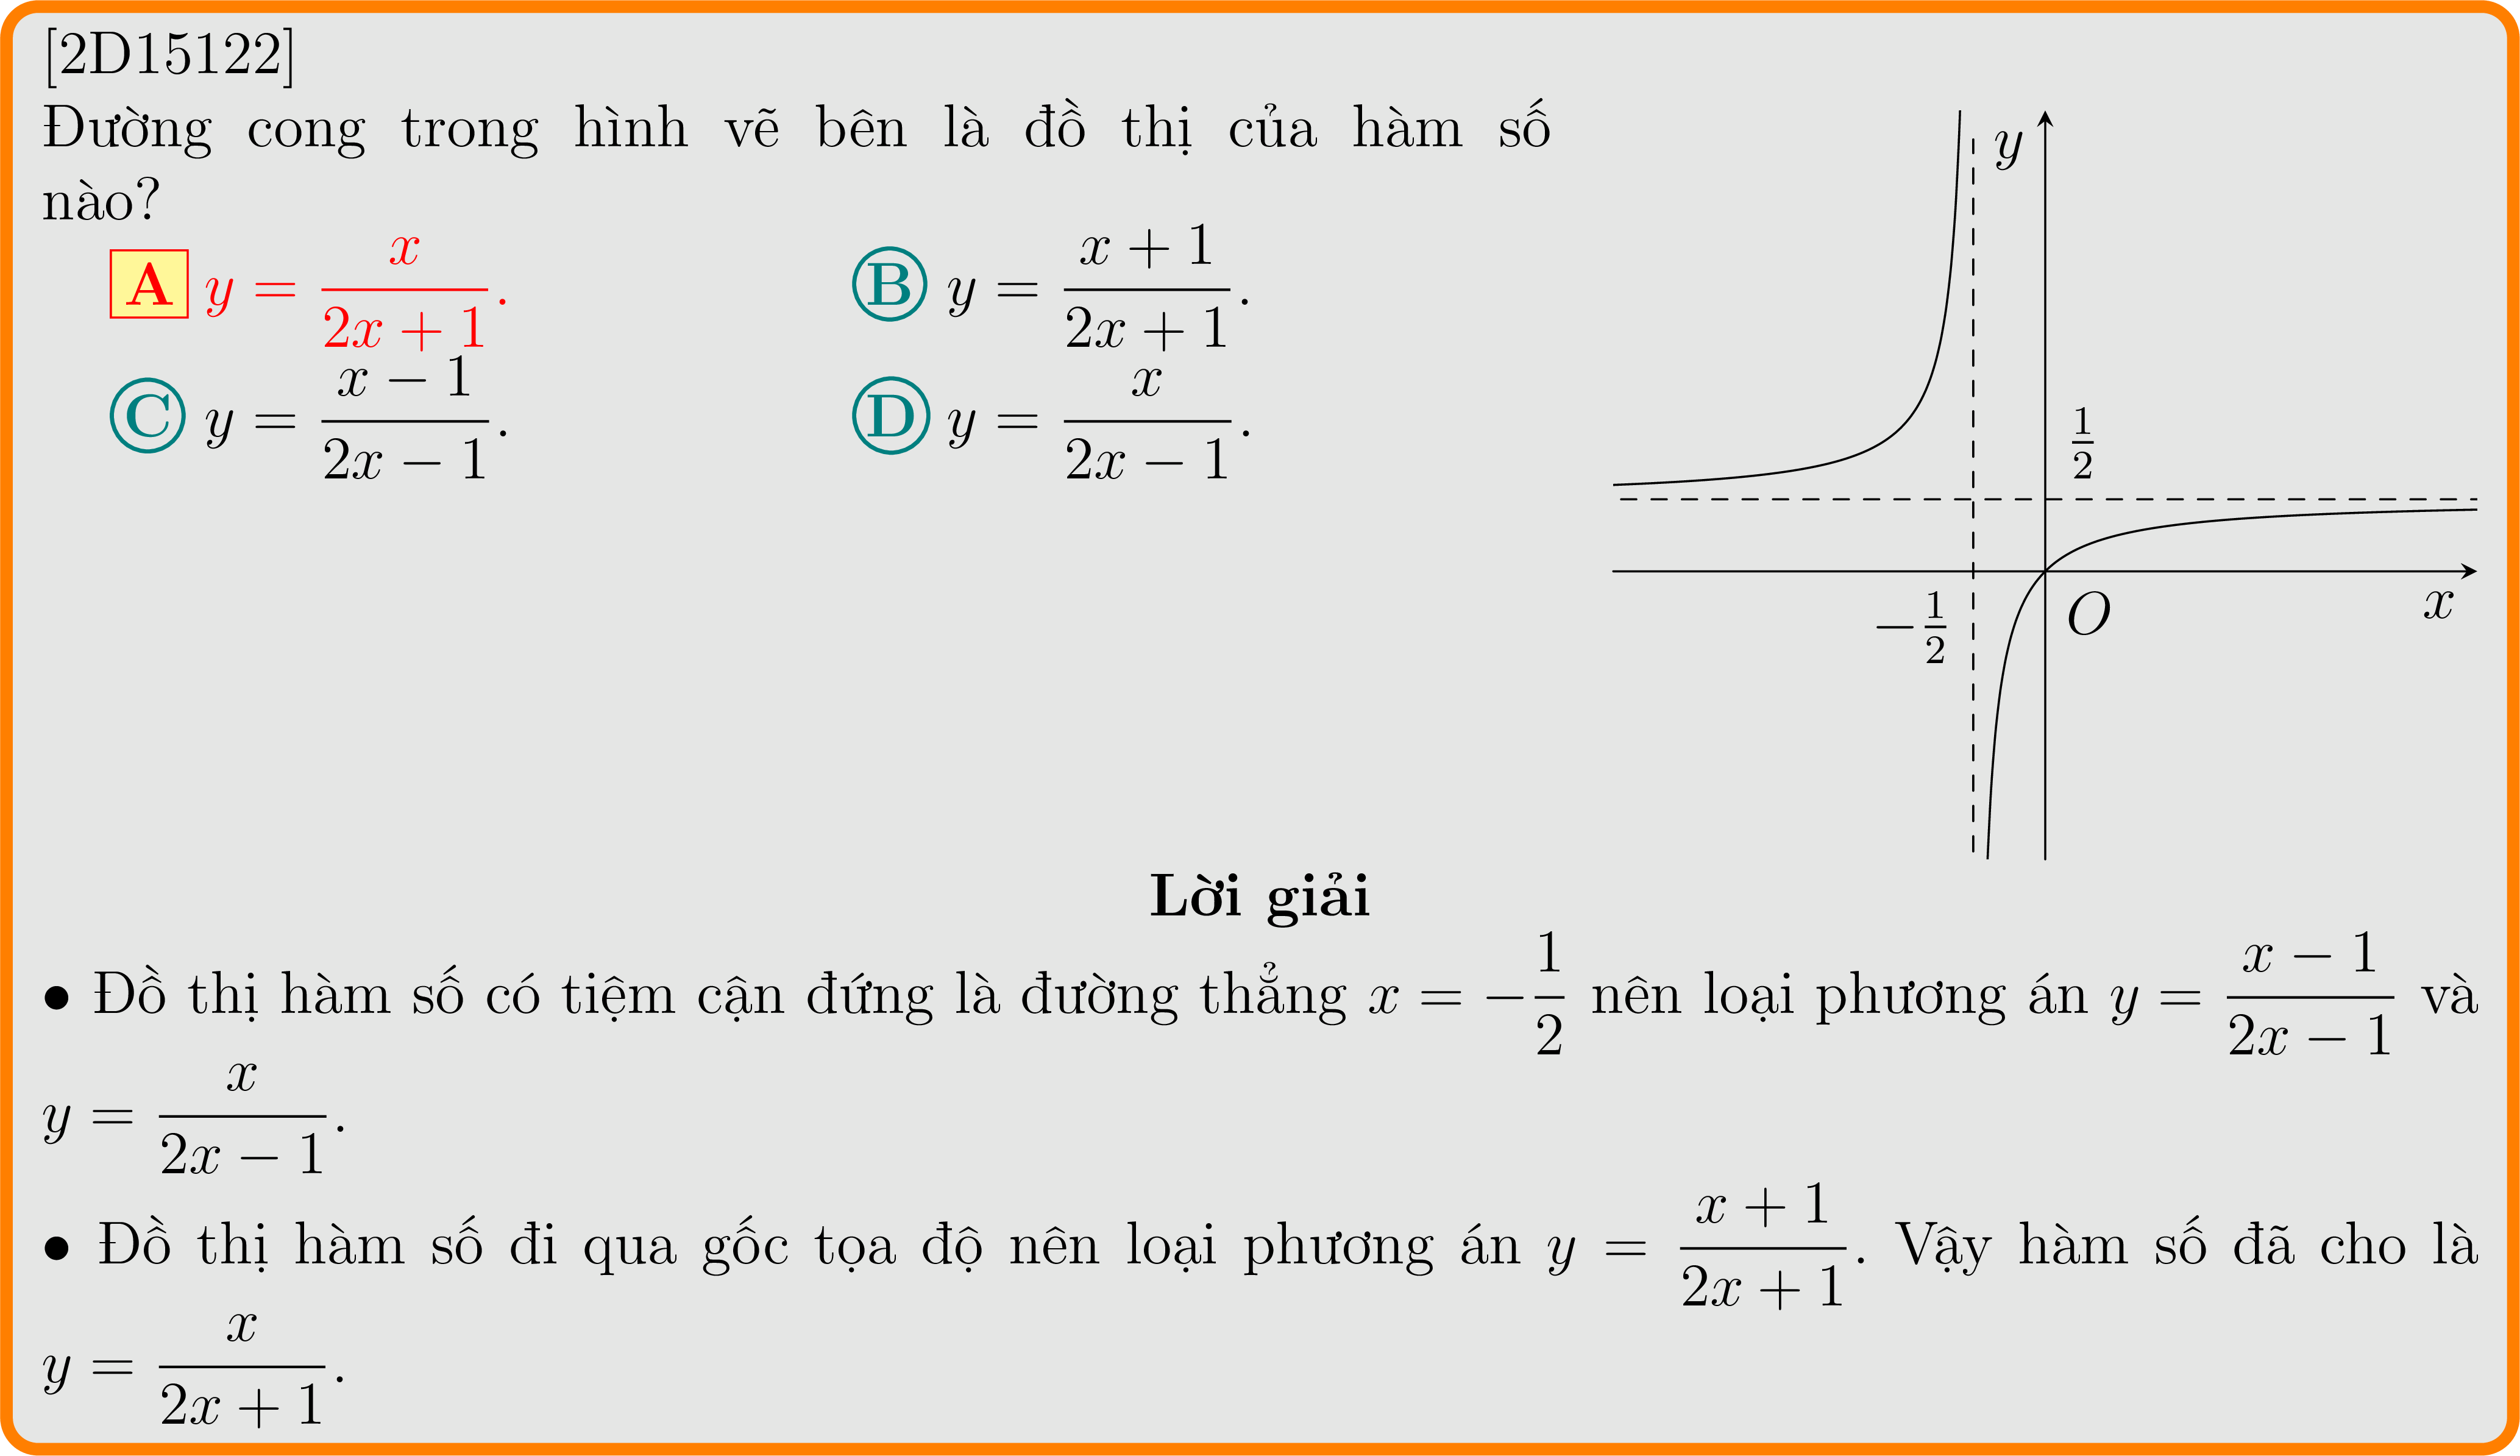 [2D15122]
Đường cong trong hình vẽ bên là đồ thị của hàm số
nào?
A y = \frac{x}{2x + 1}. B y = \frac{x + 1}{2x + 1}.
C y = \frac{x − 1}{2x − 1}. D y = \frac{x}{2x − 1}.
y
\frac{1}{2}
−\frac{1}{2}
O
x
Lời giải
• Đồ thị hàm số có tiệm cận đứng là đường thẳng x = −\frac{1}{2} nên loại phương án y = \frac{x − 1}{2x − 1} và
y = \frac{x}{2x − 1}.
• Đồ thị hàm số đi qua gốc tọa độ nên loại phương án y = \frac{x + 1}{2x + 1}. Vậy hàm số đã cho là
y = \frac{x}{2x + 1}.